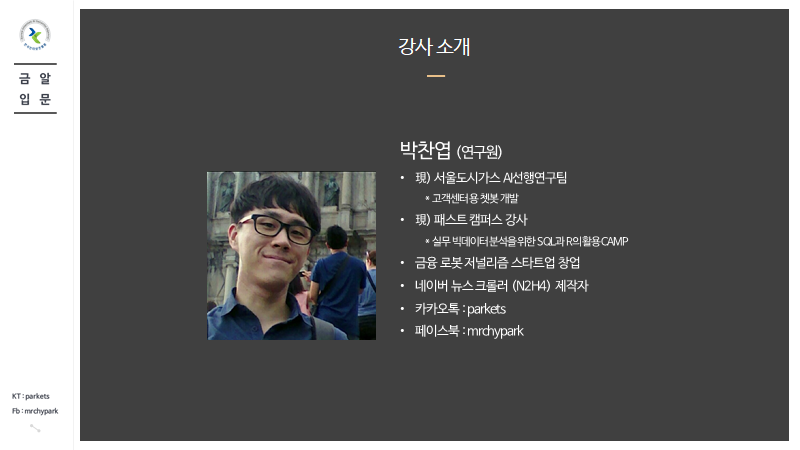 금 알
입 문
강사 소개
박찬엽 (연구원)
• 現) 서울도시가스 AI선행연구팀
* 고객센터용 챗봇 개발
• 現) 패스트 캠퍼스 강사
* 실무 빅데이터 분석을 위한 SQL과 R의 활용 CAMP
• 금융 로봇 저널리즘 스타트업 창업
• 네이버 뉴스 크롤러 (N2H4) 제작자
• 카카오톡 : parkets
• 페이스북 : mrchypark
KT : parkets
Fb : mrchypark